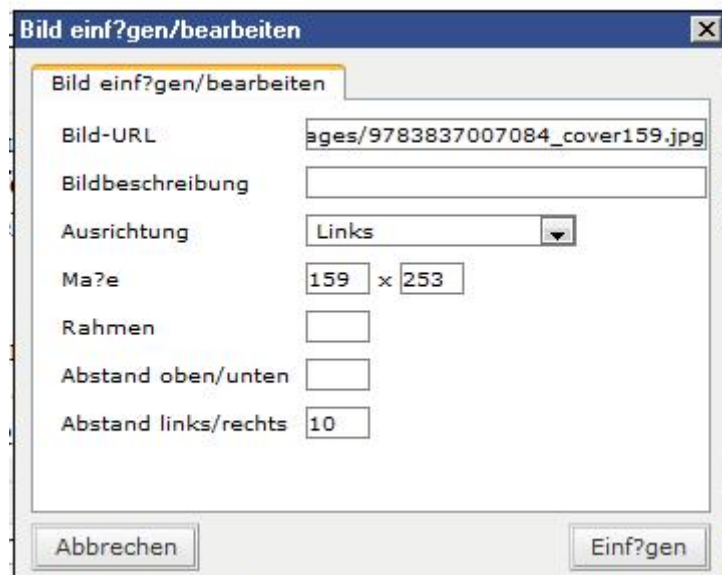 Bild einf?gen/bearbeiten
Bild einf?gen/bearbeiten
Bild-URL ages/9783837007084_cover159.jpg
Bildbeschreibung
Ausrichtung Links
Ma?e 159 x 253
Rahmen
Abstand oben/unten
Abstand links/rechts 10
Abbrechen Einf?gen